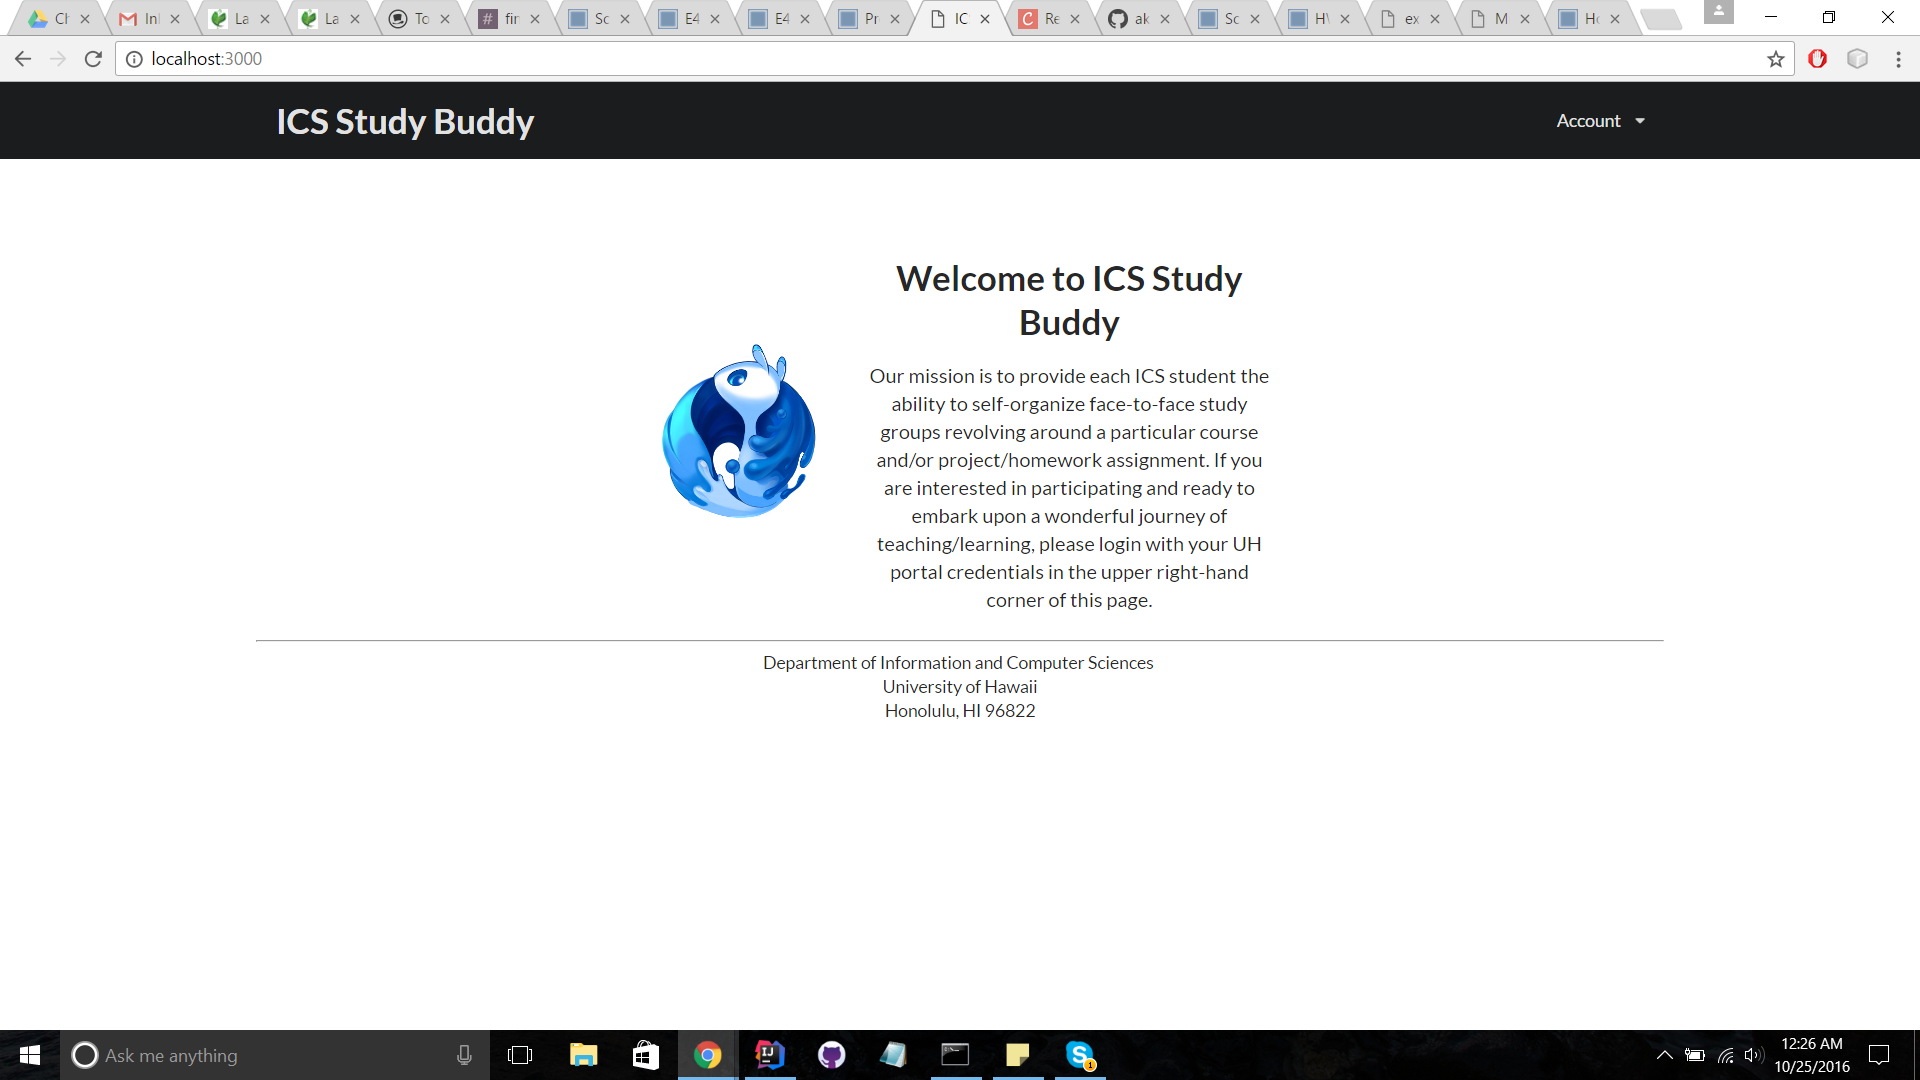 Ch
InI
La
La
To
fir
Sc
E4
E4
Pr
IC
Re
ak
Sc
H\
ex
M
Ho
localhost:3000
ICS Study Buddy
Account
Welcome to ICS Study
Buddy
Our mission is to provide each ICS student the
ability to self-organize face-to-face study
groups revolving around a particular course
and/or project/homework assignment. If you
are interested in participating and ready to
embark upon a wonderful journey of
teaching/learning, please login with your UH
portal credentials in the upper right-hand
corner of this page.
Department of Information and Computer Sciences
University of Hawaii
Honolulu, HI 96822
Ask me anything
12:26 AM
10/25/2016